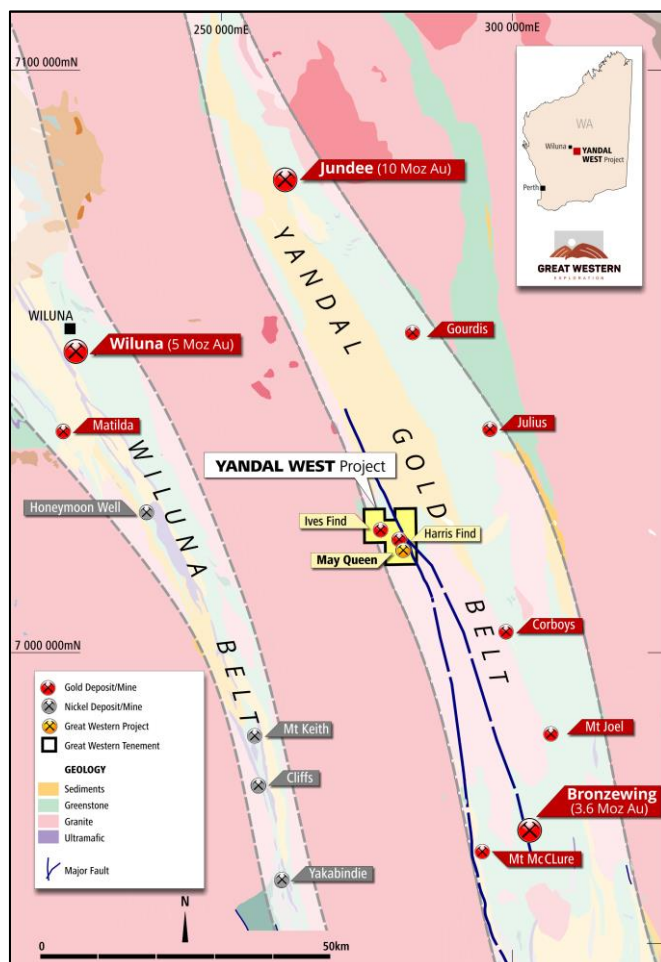 250 000mE
300 000mE
7100 000mN
WA
Wiluna
YANDAL
WEST Project
Perth
GREAT WESTERN
EXPLORATION
Jundee (10 Moz Au)
YANDAL
GOLD
BELT
WILUNA
Wiluna (5 Moz Au)
Gourdis
Matilda
Julius
WILUNA
BELT
YANDAL WEST Project
Honeymoon Well
Ives Find
Harris Find
May Queen
Corboys
7 000 000mN
Mt Keith
Mt Joel
Cliffs
Bronzewing
(3.6 Moz Au)
Mt McCLure
Yakabindie
Gold Deposit/Mine
Nickel Deposit/Mine
Great Western Project
Great Western Tenement
GEOLOGY
Sediments
Greenstone
Granite
Ultramafic
Major Fault
N
0
50km